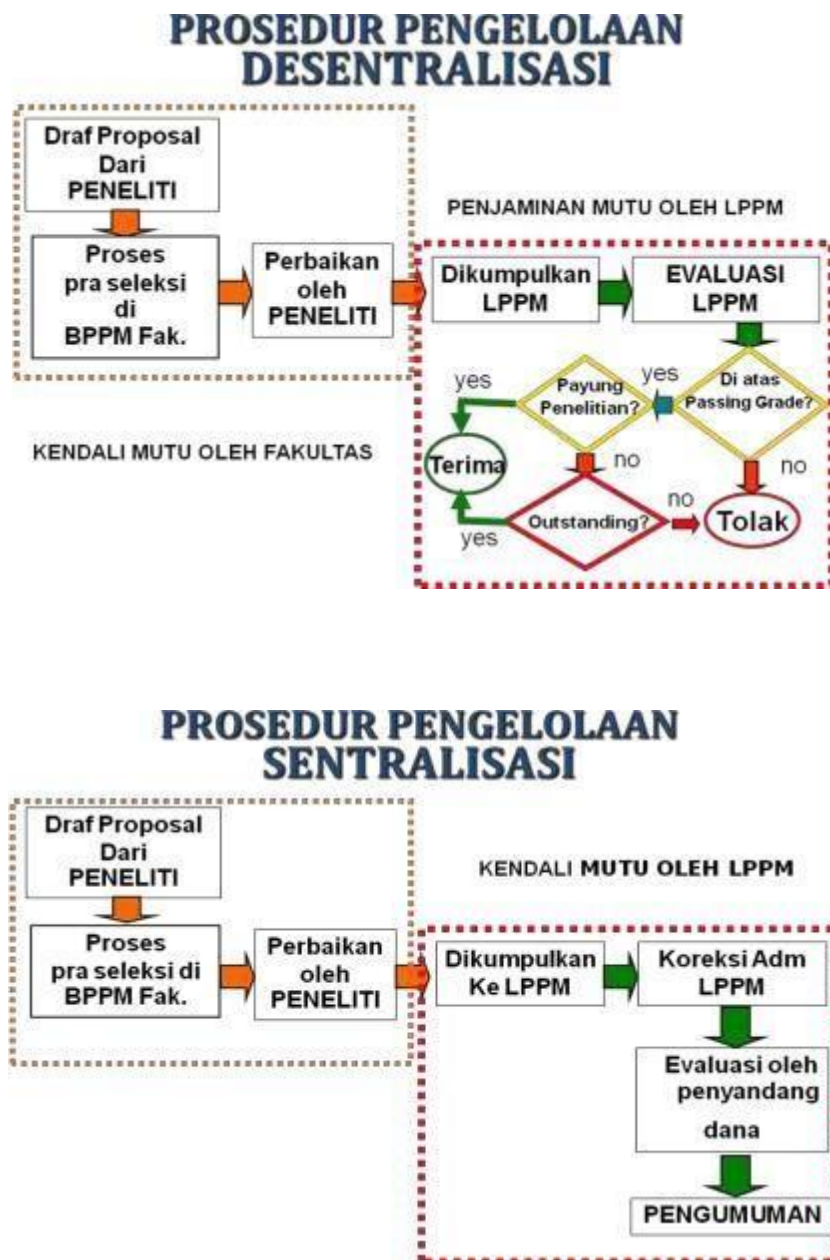 PROSEDUR PENGELOLAAN
DESENTRALISASI
Draf Proposal
Dari
PENELITI
Proses
pra seleksi
di
BPPM Fak.
Perbaikan
oleh
PENELITI
KENDALI MUTU OLEH FAKULTAS
PENJAMINAN MUTU OLEH LPPM
Dikumpulkan
LPPM
EVALUASI
LPPM
Di atas
Passing Grade?
yes
no
Payung
Penelitian?
yes
no
Terima
Outstanding?
yes
no
Tolak
PROSEDUR PENGELOLAAN
SENTRALISASI
Draf Proposal
Dari
PENELITI
Proses
pra seleksi di
BPPM Fak.
Perbaikan
oleh
PENELITI
KENDALI MUTU OLEH LPPM
Dikumpulkan
Ke LPPM
Koreksi Adm
LPPM
Evaluasi oleh
penyandang
dana
PENGUMUMAN